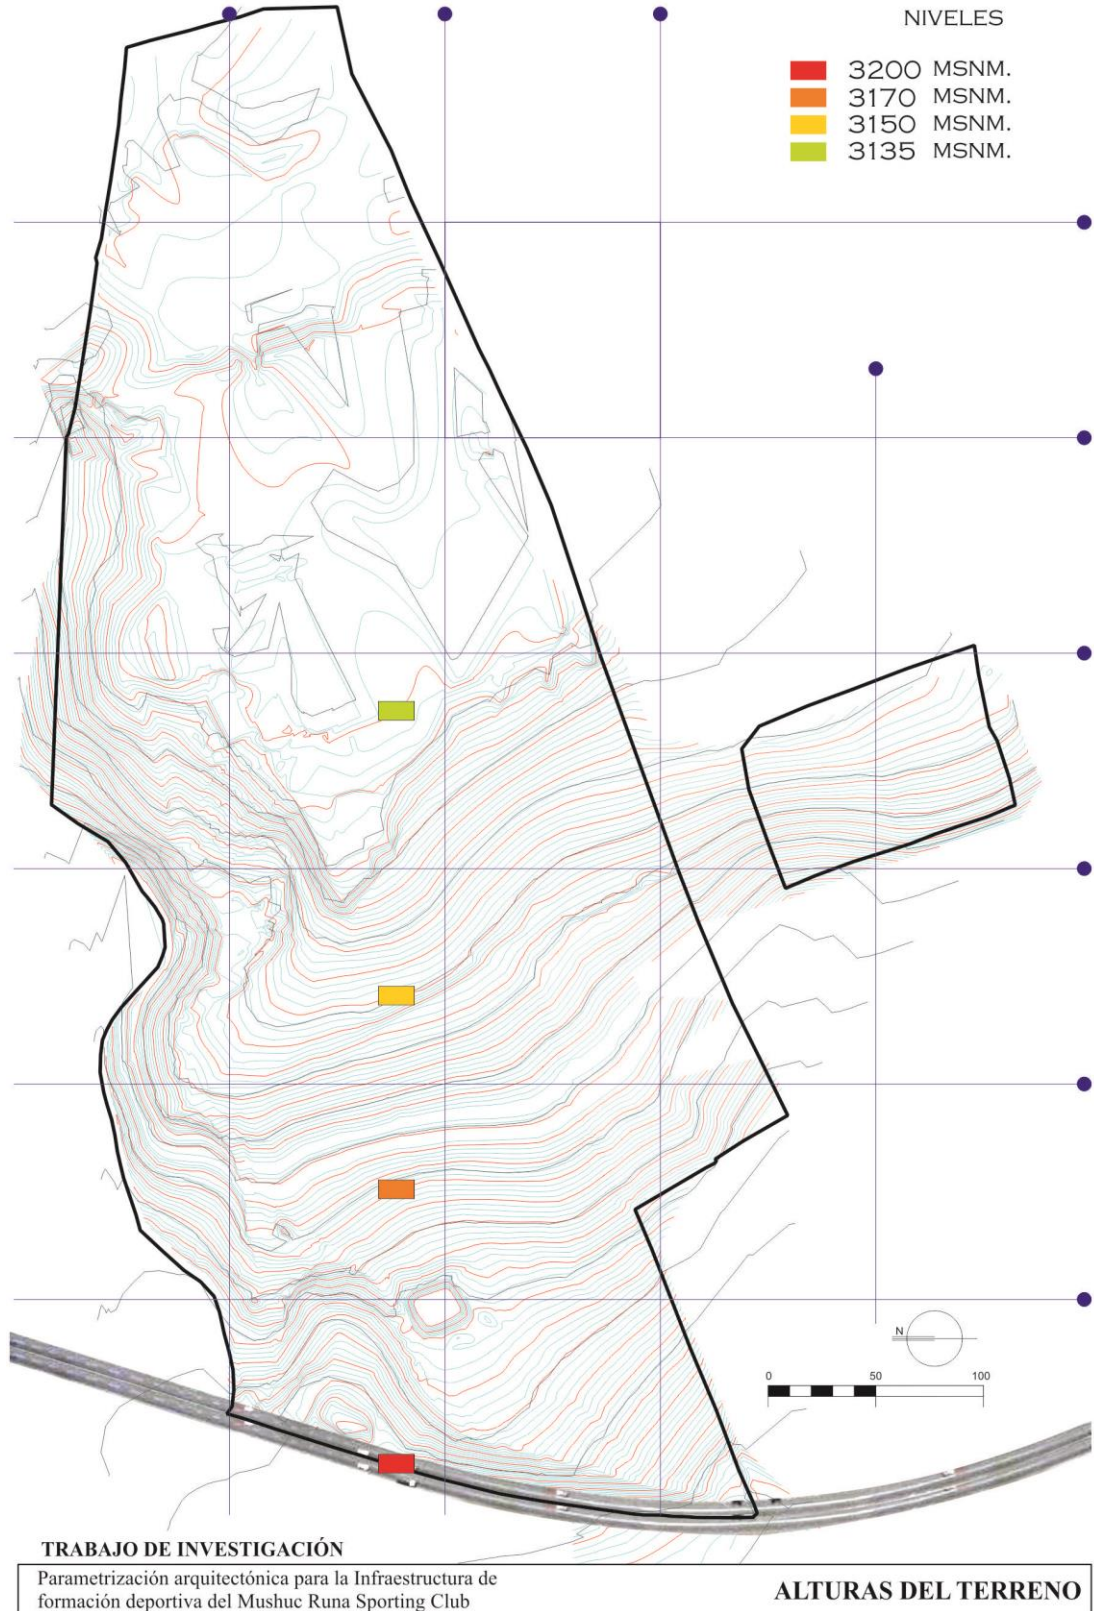 NIVELES
3200 MSNM.
3170 MSNM.
3150 MSNM.
3135 MSNM.
N
0 50 100
TRABAJO DE INVESTIGACIÓN
Parametrización arquitectónica para la Infraestructura de
formación deportiva del Mushuc Runa Sporting Club
ALTURAS DEL TERRENO